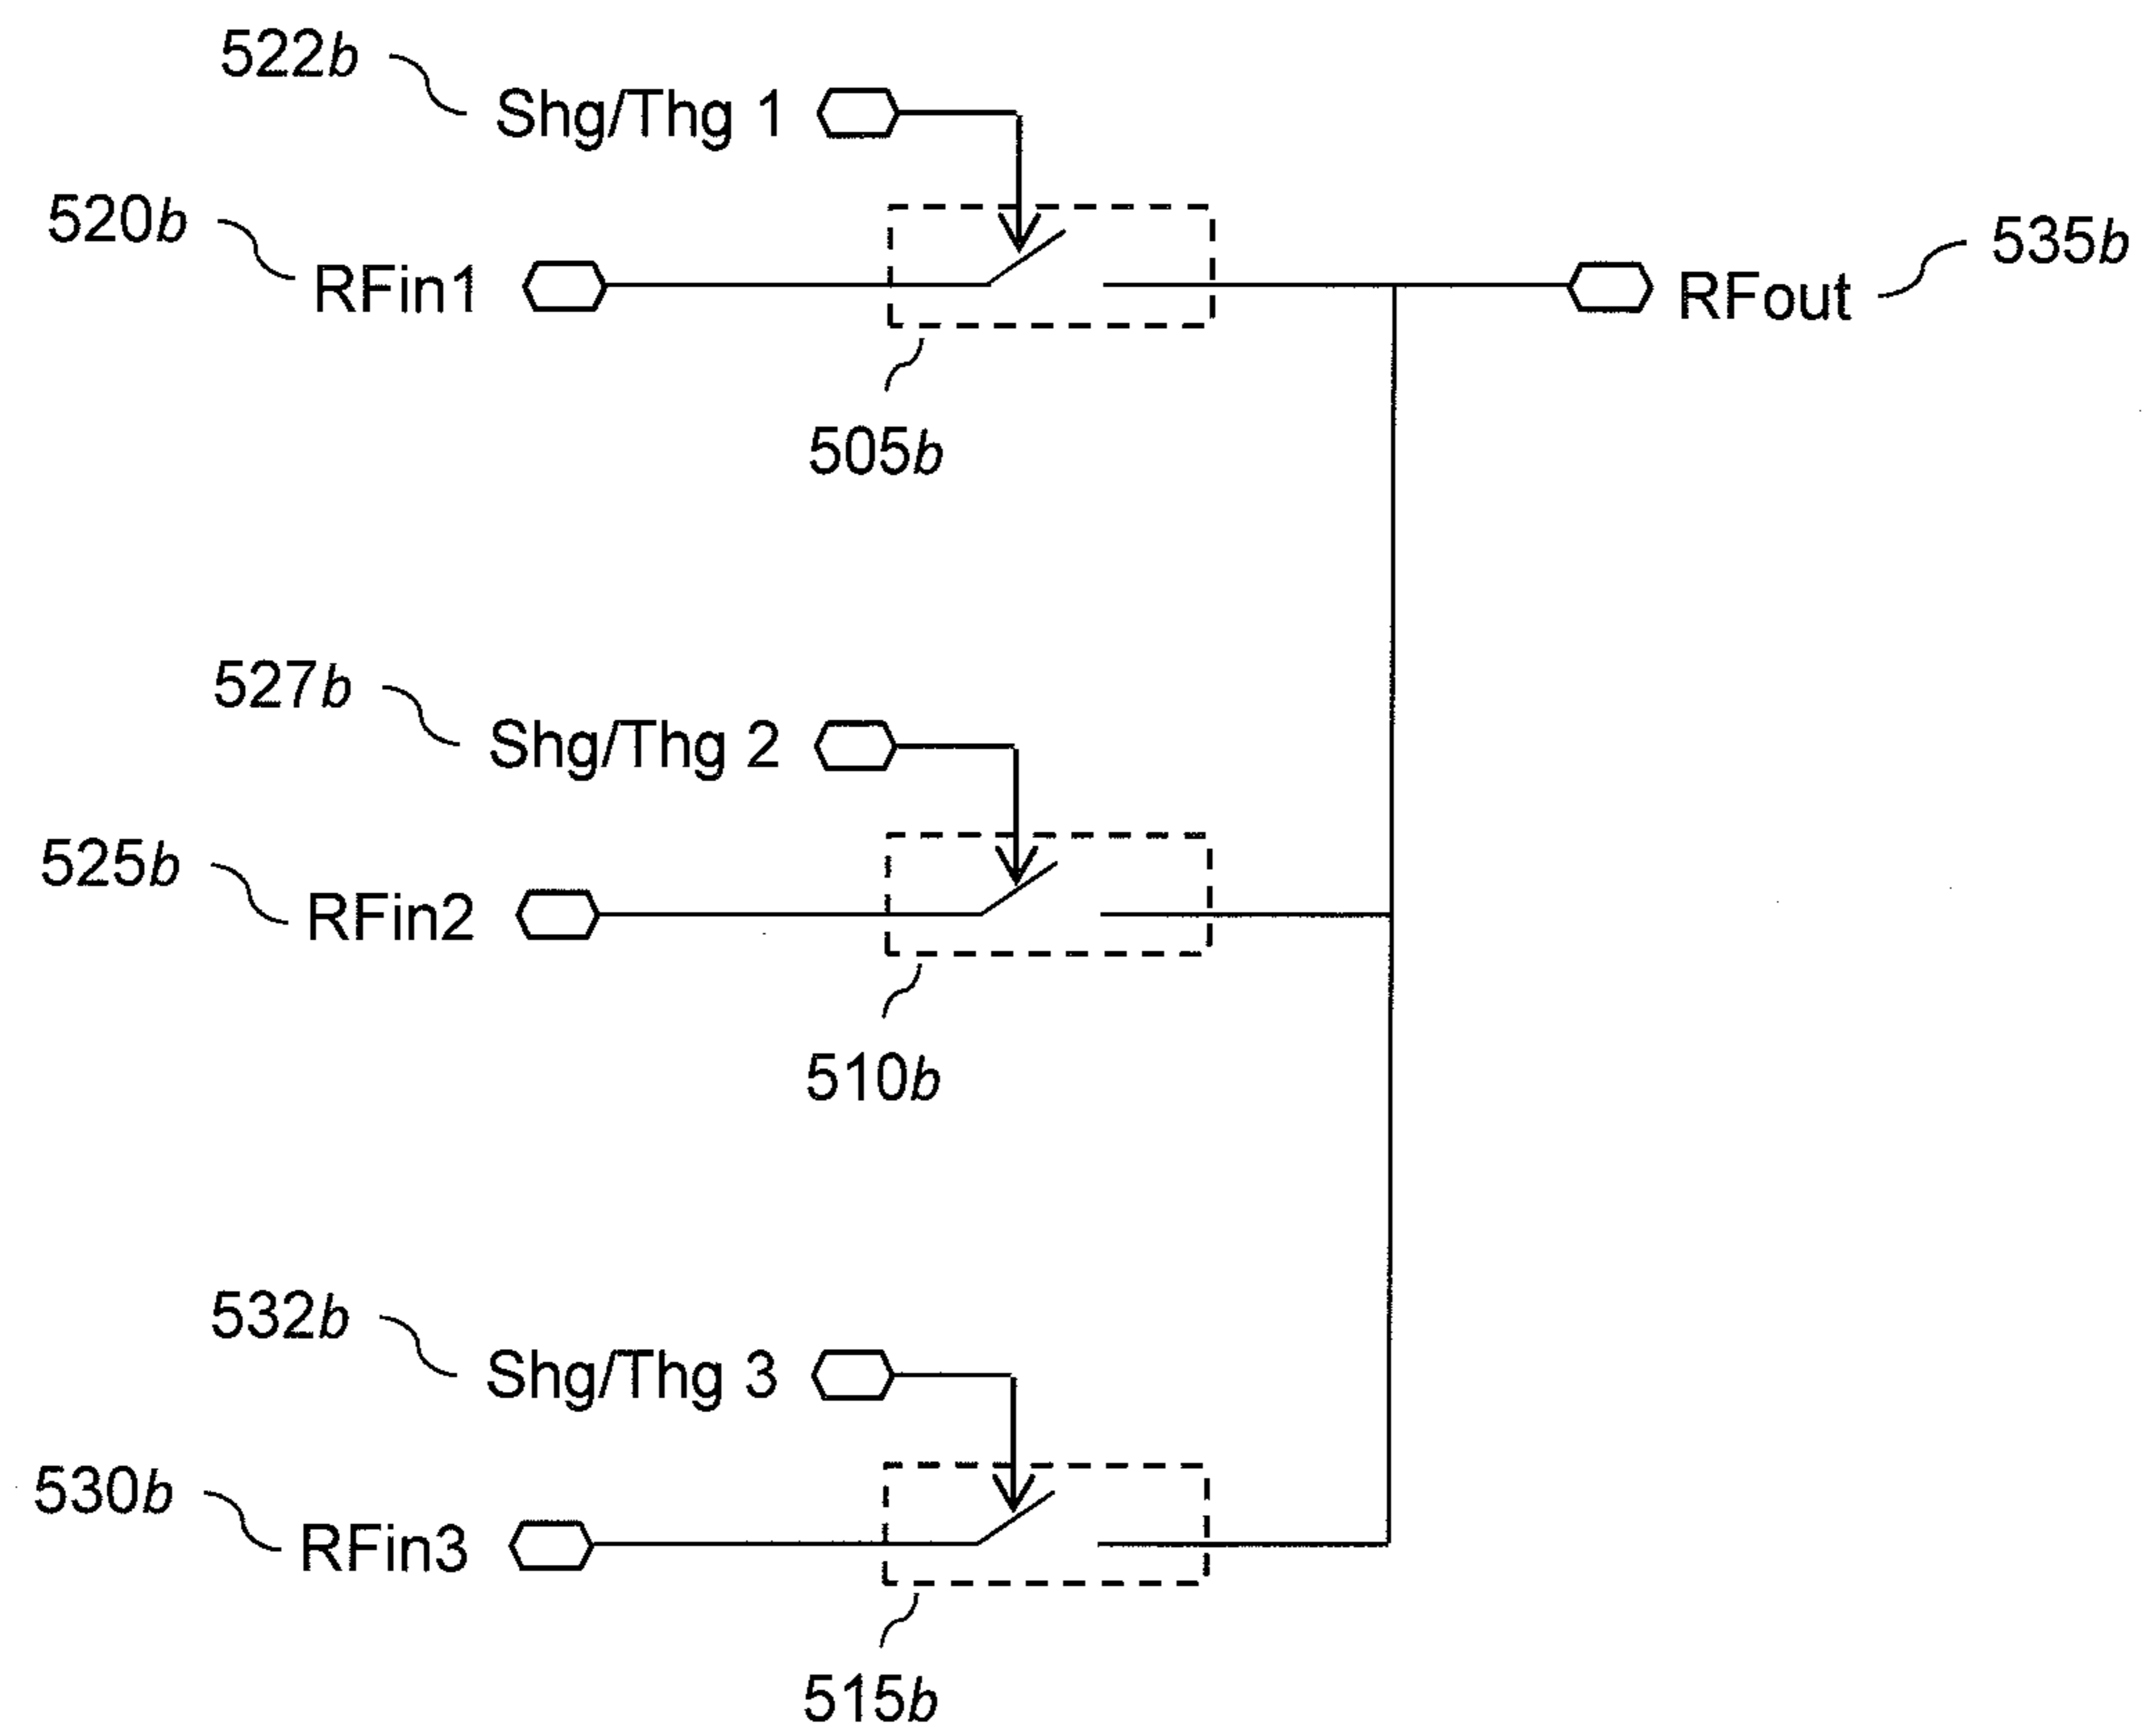 522b
Shg/Thg 1
520b
RFin1
535b
RFout
505b
527b
Shg/Thg 2
525b
RFin2
510b
532b
Shg/Thg 3
530b
RFin3
515b